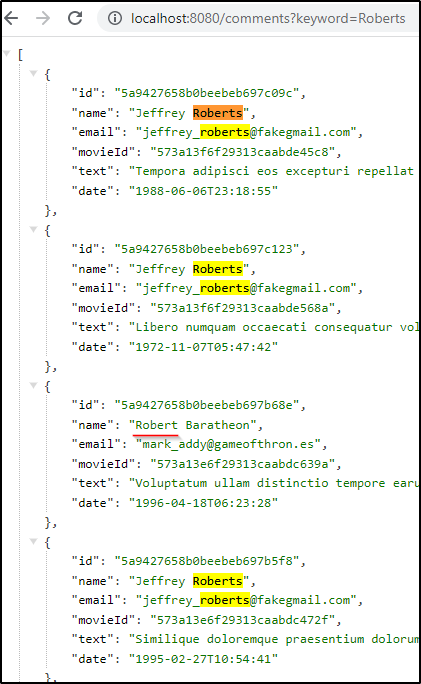 localhost:8080/comments?keyword=Roberts
[
{
"id": "5a9427658b0beebeb697c09c",
"name": "Jeffrey Roberts",
"email": "jeffrey_roberts@fakegmail.com",
"movieId": "573a13f6f29313caabde45c8",
"text": "Tempora adipisci eos excepturi repellat
"date": "1988-06-06T23:18:55"
},
{
"id": "5a9427658b0beebeb697c123",
"name": "Jeffrey Roberts",
"email": "jeffrey_roberts@fakegmail.com",
"movieId": "573a13f6f29313caabde568a",
"text": "Libero numquam occaecati consequatur vol
"date": "1972-11-07T05:47:42"
},
{
"id": "5a9427658b0beebeb697b68e",
"name": "Robert Baratheon",
"email": "mark_addy@gameofthron.es",
"movieId": "573a13e6f29313caabdc639a",
"text": "Voluptatum ullam distinctio tempore earu
"date": "1996-04-18T06:23:28"
},
{
"id": "5a9427658b0beebeb697b5f8",
"name": "Jeffrey Roberts",
"email": "jeffrey_roberts@fakegmail.com",
"movieId": "573a13e6f29313caabdc472f",
"text": "Similique doloremque praesentium dolorum
"date": "1995-02-27T10:54:41"
},